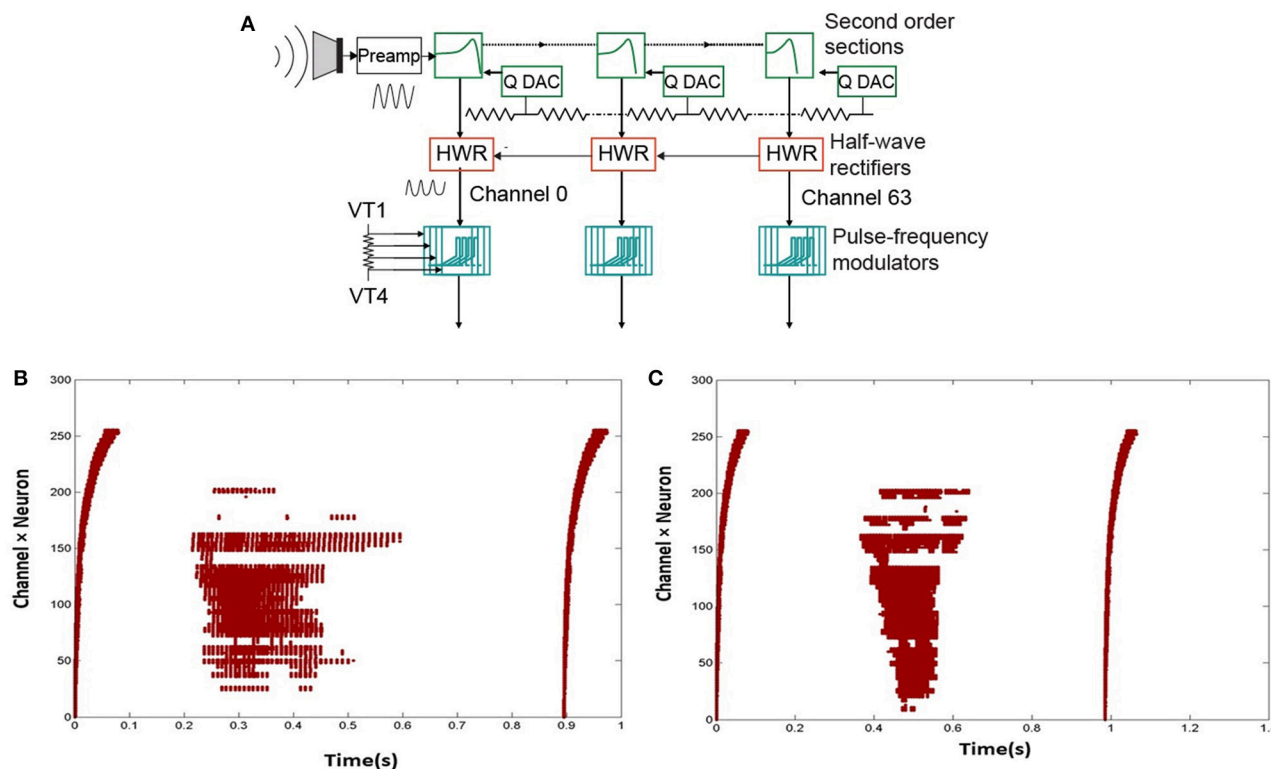 A
Preamp
Second order
sections
Q DAC
Q DAC
Q DAC
HWR
HWR
HWR
Half-wave
rectifiers
Channel 0
Channel 63
VT1
VT4
Pulse-frequency
modulators
B
300
250
200
150
100
50
0
Channel × Neuron
0
0.1
0.2
0.3
0.4
0.5
0.6
0.7
0.8
0.9
1
Time(s)
C
300
250
200
150
100
50
0
Channel × Neuron
0
0.2
0.4
0.6
0.8
1
1.2
1.
Time(s)